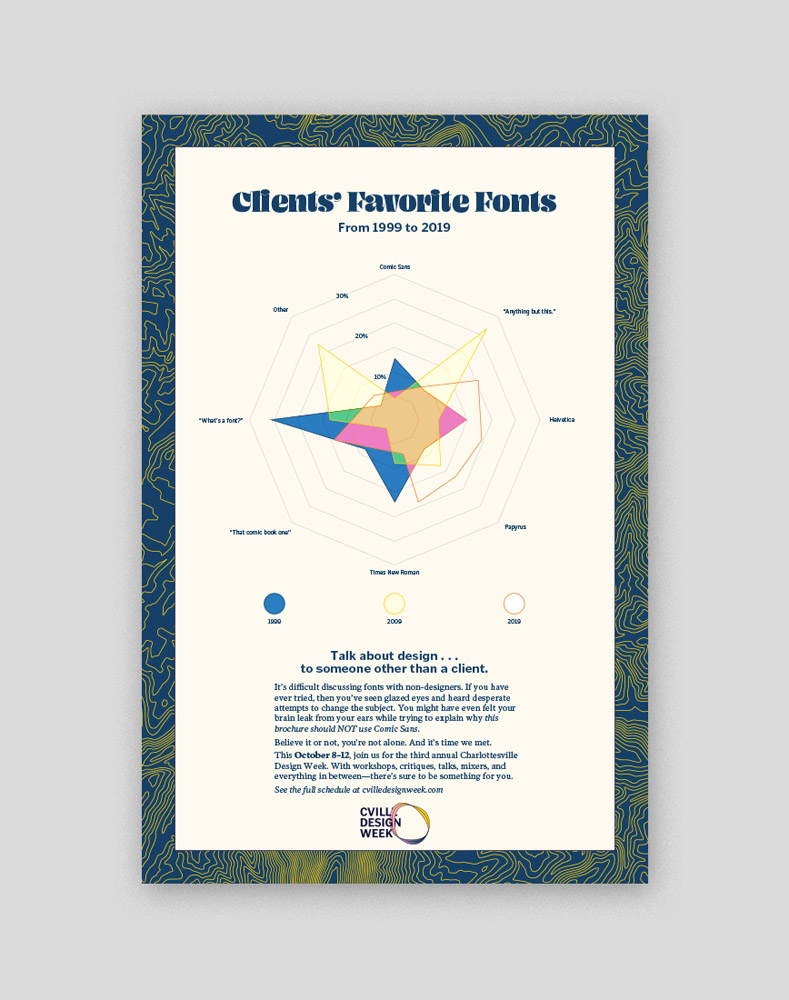 Clients' Favorite Fonts
From 1999 to 2019
Comic Sans
30%
Other
"Anything but this."
20%
10%
"What's a font?"
Helvetica
"That comic book one"
Papyrus
Times New Roman
1999
2009
2019
Talk about design . . .
to someone other than a client.
It's difficult discussing fonts with non-designers. If you have
ever tried, then you've seen glazed eyes and heard desperate
attempts to change the subject. You might have even felt your
brain leak from your ears while trying to explain why this
brochure should NOT use Comic Sans.
Believe it or not, you're not alone. And it's time we met.
This October 8–12, join us for the third annual Charlottesville
Design Week. With workshops, critiques, talks, mixers, and
everything in between—there's sure to be something for you.
See the full schedule at cvilledesignweek.com
CVILLE
DESIGN
WEEK